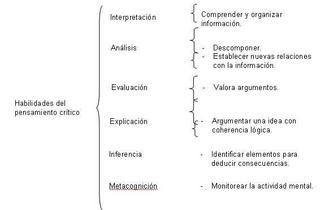 Interpretación
Comprender y organizar
información.
Análisis
- Descomponer.
- Establecer nuevas relaciones
con la información.
Evaluación
- Valora argumentos.
Habilidades del
pensamiento crítico
Explicación
- Argumentar una idea con
coherencia lógica.
Inferencia
- Identificar elementos para
deducir consecuencias.
Metacognición
- Monitorear la actividad mental.